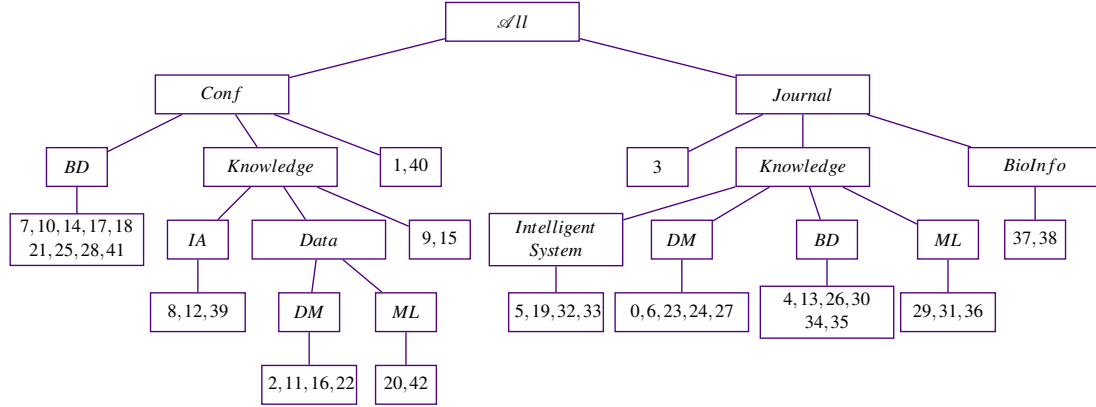 𝒜ll
Conf
Journal
BD
Knowledge
1,40
3
Knowledge
BioInfo
7,10,14,17,18
21,25,28,41
IA
Data
9,15
Intelligent
System
DM
BD
ML
37,38
8,12,39
DM
ML
5,19,32,33
0,6,23,24,27
4,13,26,30
34,35
29,31,36
2,11,16,22
20,42